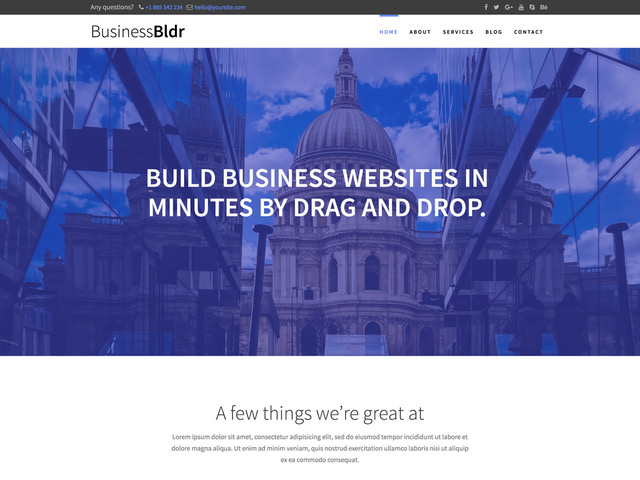 Any questions? +1 885 342 234 hello@yoursite.com
BusinessBldr
HOME ABOUT SERVICES BLOG CONTACT
BUILD BUSINESS WEBSITES IN
MINUTES BY DRAG AND DROP.
A few things we're great at
Lorem ipsum dolor sit amet, consectetur adipisicing elit, sed do eiusmod tempor incididunt ut labore et
dolore magna aliqua. Ut enim ad minim veniam, quis nostrud exercitation ullamco laboris nisi ut aliquip
ex ea commodo consequat.